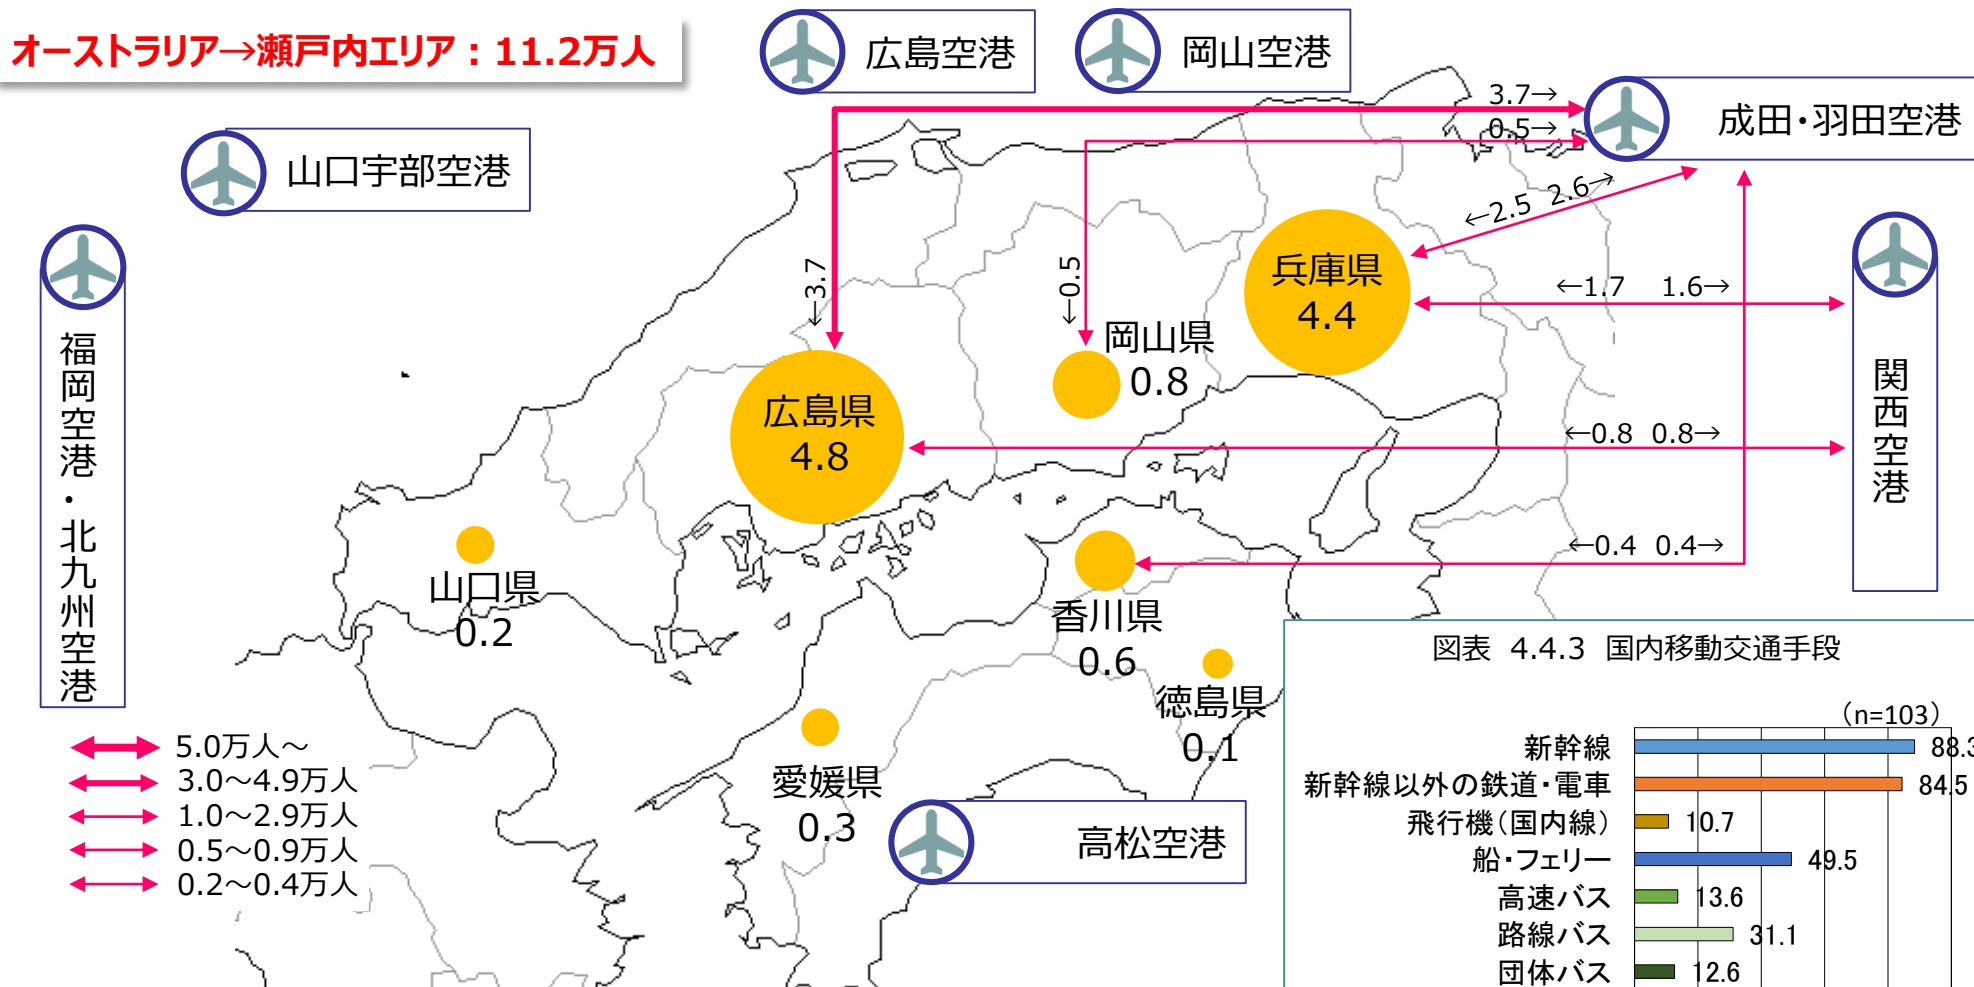 オーストラリア→瀬戸内エリア：11.2万人
広島空港
岡山空港
成田・羽田空港
山口宇部空港
福岡空港・北九州空港
関西空港
高松空港
3.7→
0.5→
←2.5 2.6→
←3.7
←0.5
←1.7 1.6→
←0.8 0.8→
←0.4 0.4→
兵庫県
4.4
岡山県
0.8
広島県
4.8
山口県
0.2
香川県
0.6
徳島県
0.1
愛媛県
0.3
5.0万人～
3.0～4.9万人
1.0～2.9万人
0.5～0.9万人
0.2～0.4万人
図表 4.4.3 国内移動交通手段
（n=103）
新幹線 88.3
新幹線以外の鉄道・電車 84.5
飛行機（国内線） 10.7
船・フェリー 49.5
高速バス 13.6
路線バス 31.1
団体バス 12.6